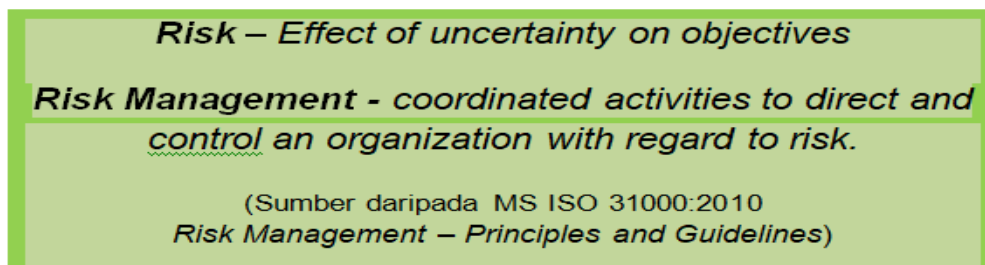 Risk – Effect of uncertainty on objectives
Risk Management - coordinated activities to direct and
control an organization with regard to risk.
(Sumber daripada MS ISO 31000:2010
Risk Management – Principles and Guidelines)